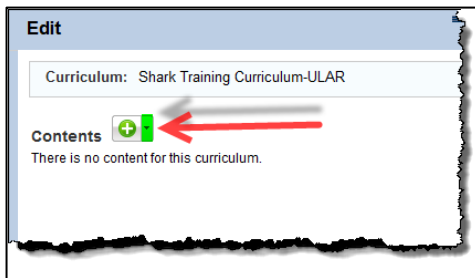 Edit
Curriculum: Shark Training Curriculum-ULAR
Contents
There is no content for this curriculum.